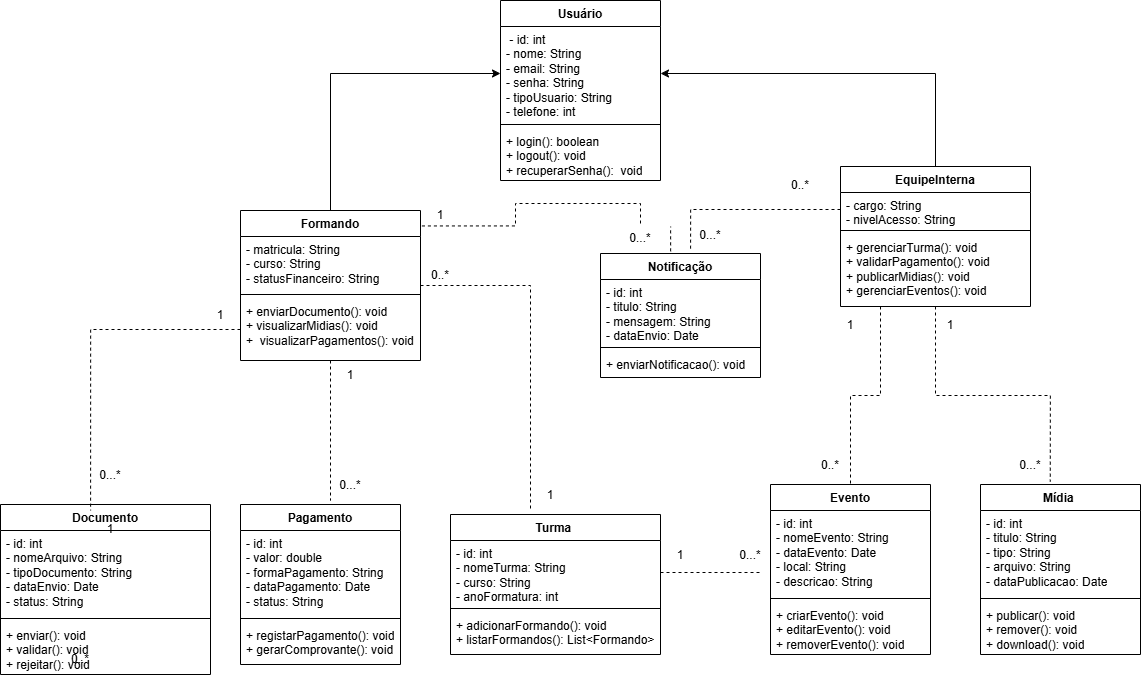 Usuário
- id: int
- nome: String
- email: String
- senha: String
- tipoUsuario: String
- telefone: int
+ login(): boolean
+ logout(): void
+ recuperarSenha(): void
EquipeInterna
- cargo: String
- nivelAcesso: String
+ gerenciarTurma(): void
+ validarPagamento(): void
+ publicarMidias(): void
+ gerenciarEventos(): void
0..*
Formando
- matricula: String
- curso: String
- statusFinanceiro: String
+ enviarDocumento(): void
+ visualizarMidias(): void
+ visualizarPagamentos(): void
1
0...*
0...*
0..*
Notificação
- id: int
- titulo: String
- mensagem: String
- dataEnvio: Date
+ enviarNotificacao(): void
1
1
1
1
0...*
0...*
1
0..*
0...*
Documento
1
- id: int
- nomeArquivo: String
- tipoDocumento: String
- dataEnvio: Date
- status: String
+ enviar(): void
+ validar(): void
0..*
+ rejeitar(): void
Pagamento
- id: int
- valor: double
- formaPagamento: String
- dataPagamento: Date
- status: String
+ registarPagamento(): void
+ gerarComprovante(): void
Turma
- id: int
- nomeTurma: String
- curso: String
- anoFormatura: int
+ adicionarFormando(): void
+ listarFormandos(): List<Formando>
1
0...*
Evento
- id: int
- nomeEvento: String
- dataEvento: Date
- local: String
- descricao: String
+ criarEvento(): void
+ editarEvento(): void
+ removerEvento(): void
Mídia
- id: int
- titulo: String
- tipo: String
- arquivo: String
- dataPublicacao: Date
+ publicar(): void
+ remover(): void
+ download(): void